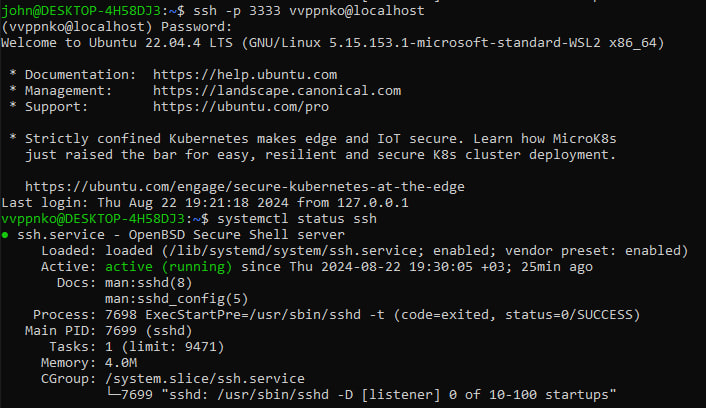 john@DESKTOP-4H58DJ3:~$ ssh -p 3333 vvppnko@localhost
(vvppnko@localhost) Password:
Welcome to Ubuntu 22.04.4 LTS (GNU/Linux 5.15.153.1-microsoft-standard-WSL2 x86_64)
* Documentation:  https://help.ubuntu.com
* Management:     https://landscape.canonical.com
* Support:        https://ubuntu.com/pro
* Strictly confined Kubernetes makes edge and IoT secure. Learn how MicroK8s
just raised the bar for easy, resilient and secure K8s cluster deployment.
https://ubuntu.com/engage/secure-kubernetes-at-the-edge
Last login: Thu Aug 22 19:21:18 2024 from 127.0.0.1
vvppnko@DESKTOP-4H58DJ3:~$ systemctl status ssh
● ssh.service - OpenBSD Secure Shell server
Loaded: loaded (/lib/systemd/system/ssh.service; enabled; vendor preset: enabled)
Active: active (running) since Thu 2024-08-22 19:30:05 +03; 25min ago
Docs: man:sshd(8)
man:sshd_config(5)
Process: 7698 ExecStartPre=/usr/sbin/sshd -t (code=exited, status=0/SUCCESS)
Main PID: 7699 (sshd)
Tasks: 1 (limit: 9471)
Memory: 4.0M
CGroup: /system.slice/ssh.service
└─7699 "sshd: /usr/sbin/sshd -D [listener] 0 of 10-100 startups"